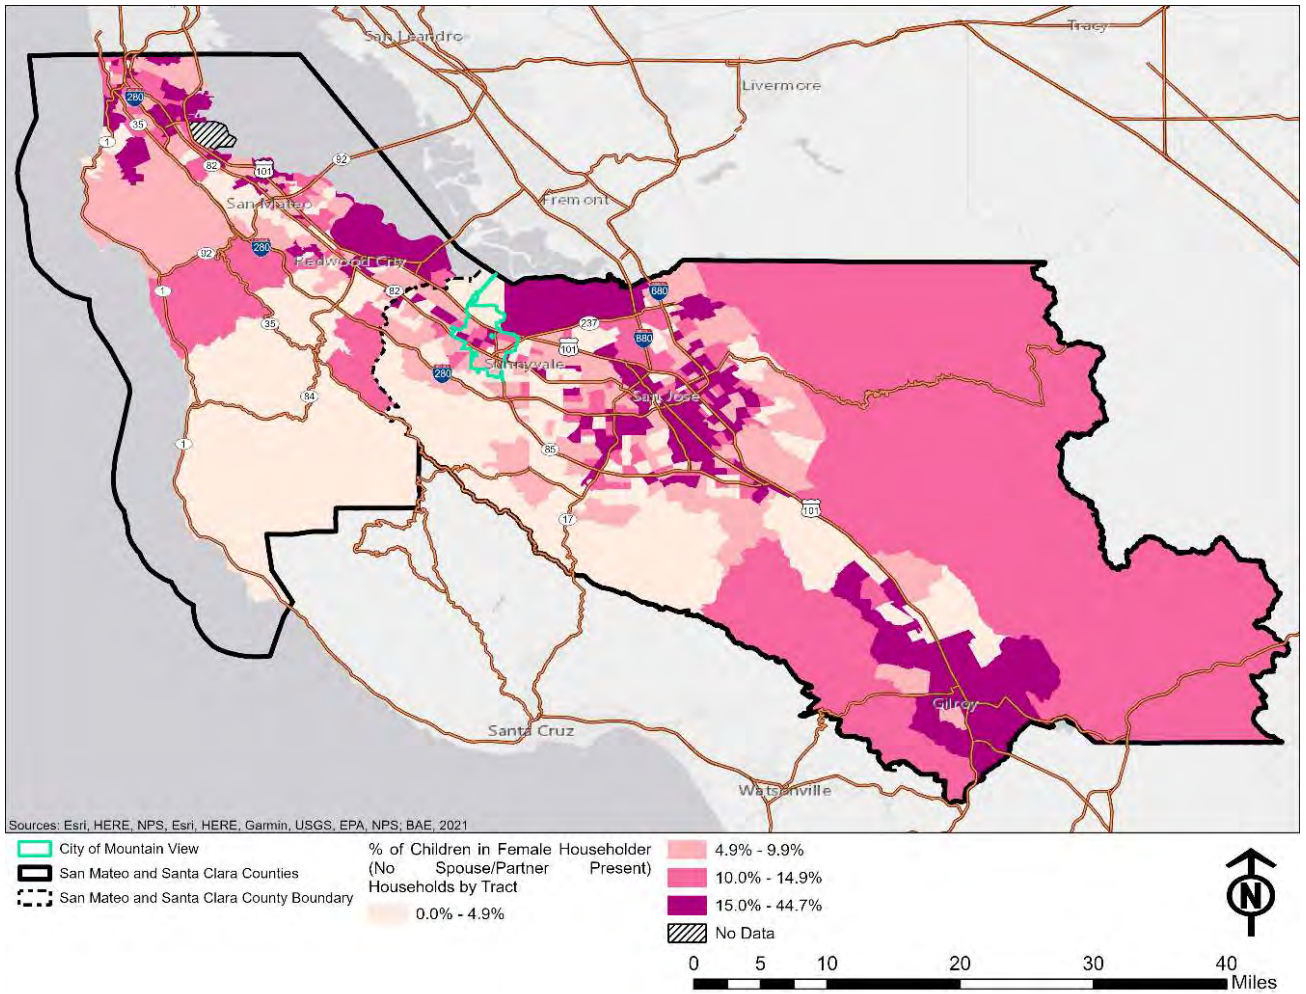 San Leandro
Tracy
Livermore
280
35
1
82
101
92
San Mateo
Fremont
92
280
Redwood City
1
82
680
35
237
880
101
Sunnyvale
280
84
San Jose
1
85
101
17
Gilroy
Santa Cruz
Watsonville
Sources: Esri, HERE, NPS, Esri, HERE, Garmin, USGS, EPA, NPS; BAE, 2021
City of Mountain View
San Mateo and Santa Clara Counties
San Mateo and Santa Clara County Boundary
% of Children in Female Householder
(No Spouse/Partner Present)
Households by Tract
0.0% - 4.9%
4.9% - 9.9%
10.0% - 14.9%
15.0% - 44.7%
No Data
N
0 5 10 20 30 40
Miles